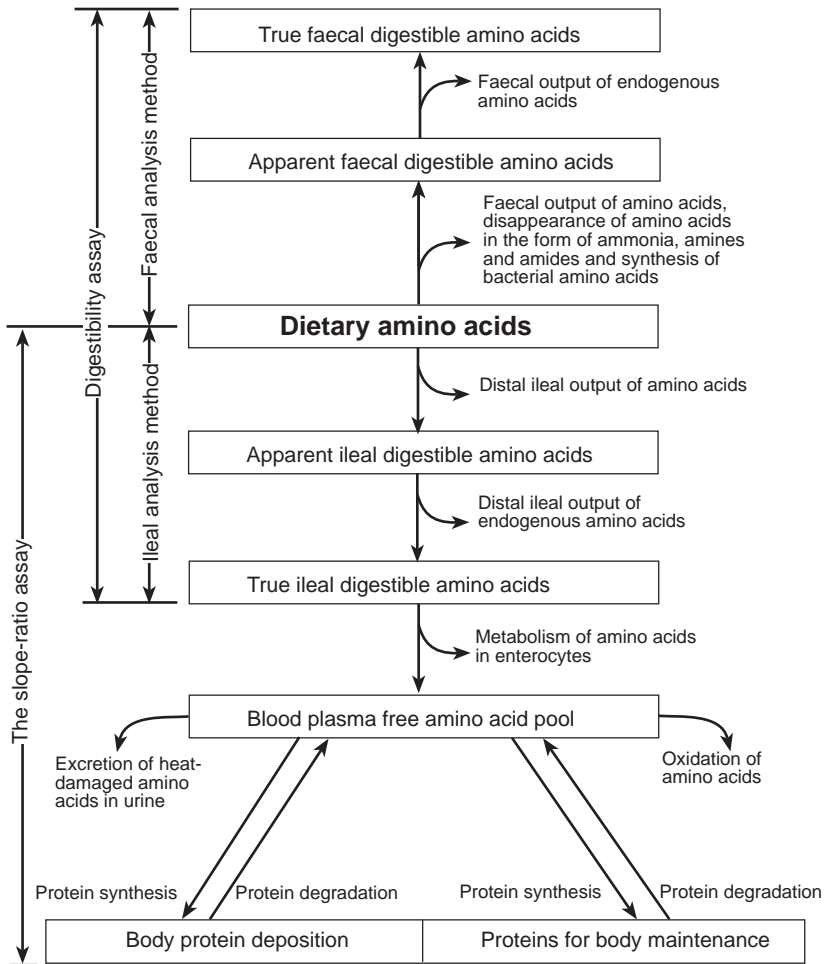 True faecal digestible amino acids
Faecal output of endogenous
amino acids
Apparent faecal digestible amino acids
Faecal output of amino acids,
disappearance of amino acids
in the form of ammonia, amines
and amides and synthesis of
bacterial amino acids
Dietary amino acids
Distal ileal output of amino acids
Apparent ileal digestible amino acids
Distal ileal output of
endogenous amino acids
True ileal digestible amino acids
Metabolism of amino acids
in enterocytes
Blood plasma free amino acid pool
Excretion of heat-
damaged amino
acids in urine
Oxidation of
amino acids
Protein synthesis
Protein degradation
Protein synthesis
Protein degradation
Body protein deposition
Proteins for body maintenance
Faecal analysis method
Digestibility assay
Ileal analysis method
The slope-ratio assay